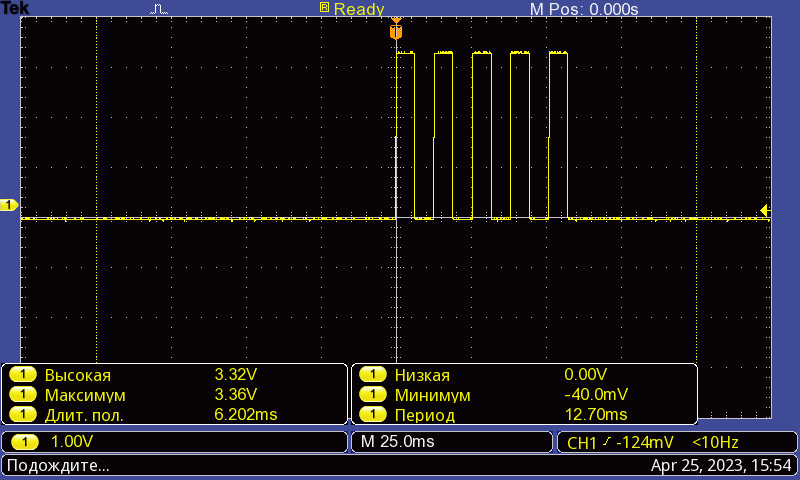 Tek R Ready M Pos: 0.000s
T
1
1 Высокая 3.32V 1 Низкая 0.00V
1 Максимум 3.36V 1 Минимум -40.0mV
1 Длит. пол. 6.202ms 1 Период 12.70ms
1 1.00V M 25.0ms CH1 -124mV <10Hz
Подождите... Apr 25, 2023, 15:54